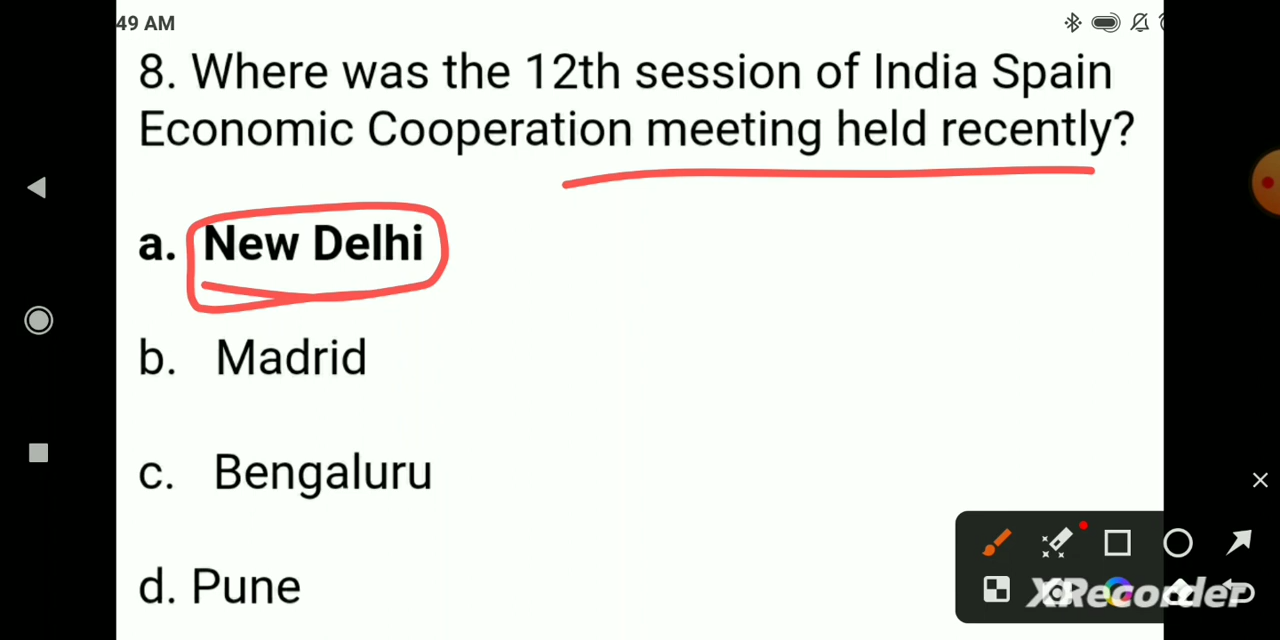 49 AM
8. Where was the 12th session of India Spain
Economic Cooperation meeting held recently?
a. New Delhi
b. Madrid
c. Bengaluru
d. Pune
XRecorder